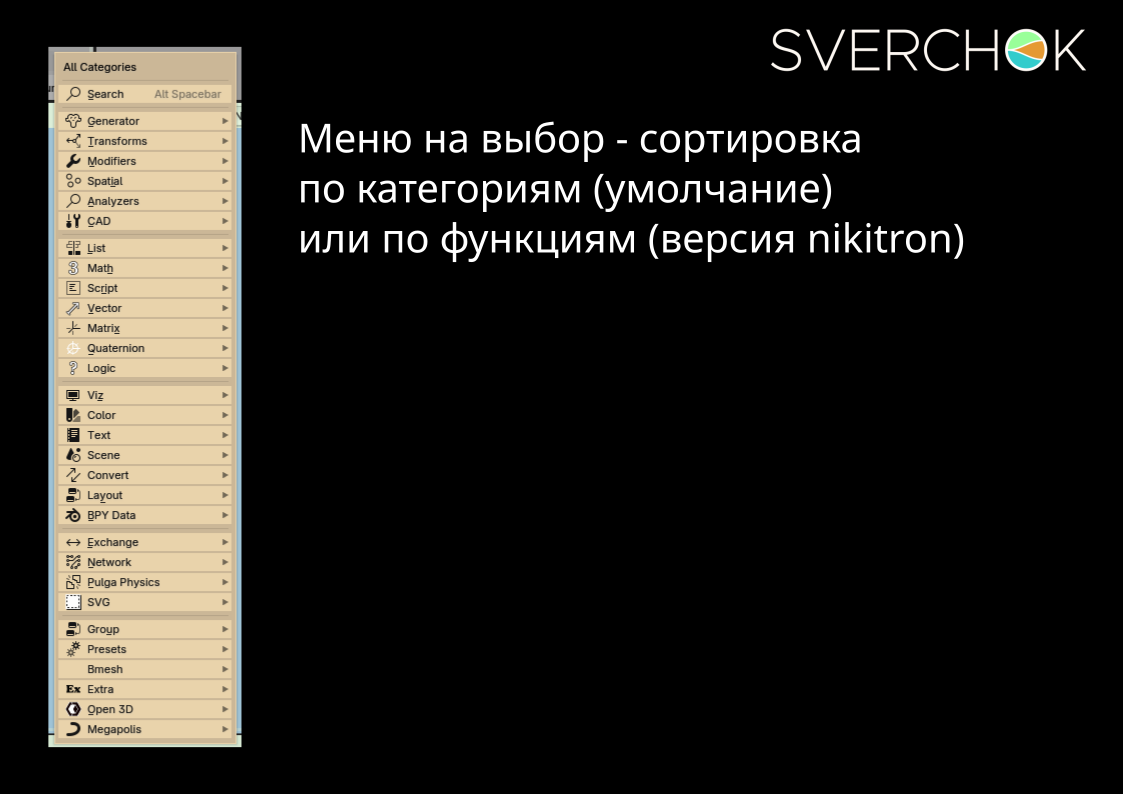 SVERCHOK
All Categories
Search Alt Spacebar
Generator
Transforms
Modifiers
Spatial
Analyzers
CAD
List
Math
Script
Vector
Matrix
Quaternion
Logic
Viz
Color
Text
Scene
Convert
Layout
BPY Data
Exchange
Network
Pulga Physics
SVG
Group
Presets
Bmesh
Ex Extra
Open 3D
Megapolis
Меню на выбор - сортировка
по категориям (умолчание)
или по функциям (версия nikitron)